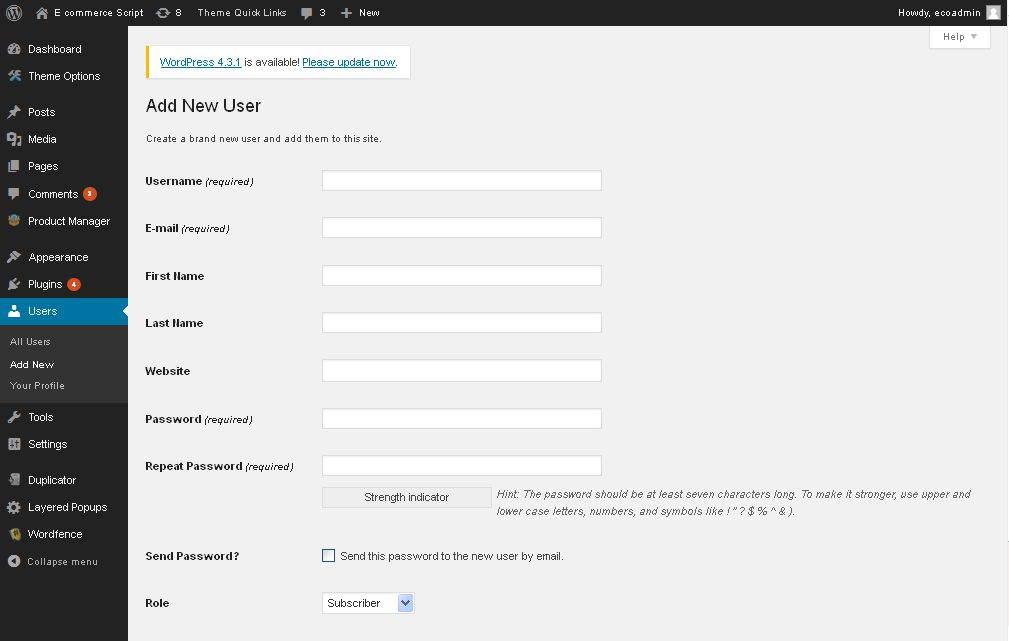 E commerce Script 8 Theme Quick Links 3 New Howdy, ecoadmin
Help
Dashboard
Theme Options
Posts
Media
Pages
Comments 3
Product Manager
Appearance
Plugins 4
Users
All Users
Add New
Your Profile
Tools
Settings
Duplicator
Layered Popups
Wordfence
Collapse menu
WordPress 4.3.1 is available! Please update now.
Add New User
Create a brand new user and add them to this site.
Username (required)
E-mail (required)
First Name
Last Name
Website
Password (required)
Repeat Password (required)
Strength indicator
Hint: The password should be at least seven characters long. To make it stronger, use upper and
lower case letters, numbers, and symbols like ! " ? $ % ^ & ).
Send Password? Send this password to the new user by email.
Role Subscriber